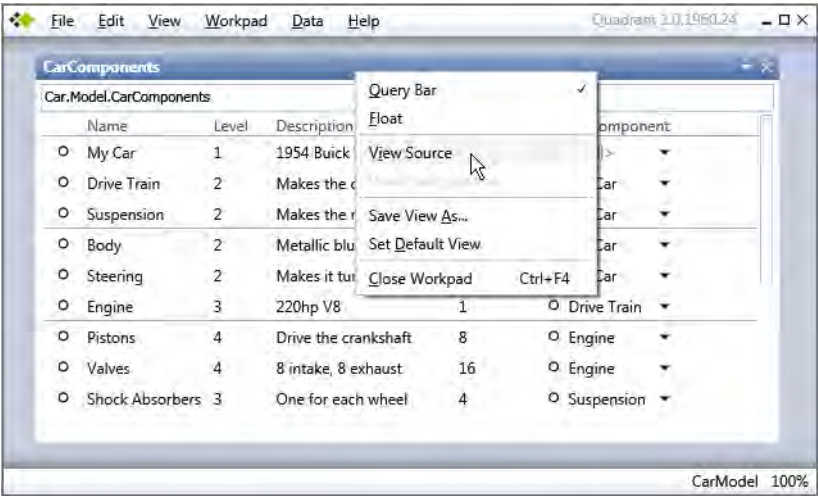 File Edit View Workpad Data Help Quadrant 3.0.1960.24
CarComponents
Car.Model.CarComponents
Name Level Description omponent
My Car 1 1954 Buick
Drive Train 2 Makes the Car
Suspension 2 Makes the Car
Body 2 Metallic blu Car
Steering 2 Makes it tu Car
Engine 3 220hp V8 1 Drive Train
Pistons 4 Drive the crankshaft 8 Engine
Valves 4 8 intake, 8 exhaust 16 Engine
Shock Absorbers 3 One for each wheel 4 Suspension
Query Bar
Float
View Source
Save View As...
Set Default View
Close Workpad Ctrl+F4
CarModel 100%